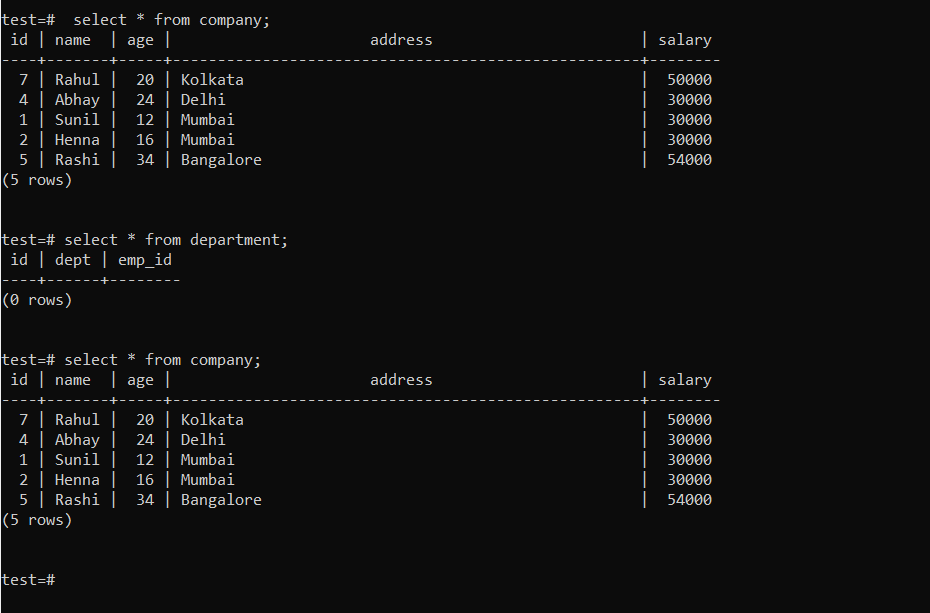 test=#  select * from company;
 id | name  | age |                      address                       | salary
----+-------+-----+----------------------------------------------------+--------
  7 | Rahul |  20 | Kolkata                                            |  50000
  4 | Abhay |  24 | Delhi                                              |  30000
  1 | Sunil |  12 | Mumbai                                             |  30000
  2 | Henna |  16 | Mumbai                                             |  30000
  5 | Rashi |  34 | Bangalore                                          |  54000
(5 rows)
test=# select * from department;
 id | dept | emp_id
----+------+--------
(0 rows)
test=# select * from company;
 id | name  | age |                      address                       | salary
----+-------+-----+----------------------------------------------------+--------
  7 | Rahul |  20 | Kolkata                                            |  50000
  4 | Abhay |  24 | Delhi                                              |  30000
  1 | Sunil |  12 | Mumbai                                             |  30000
  2 | Henna |  16 | Mumbai                                             |  30000
  5 | Rashi |  34 | Bangalore                                          |  54000
(5 rows)
test=#